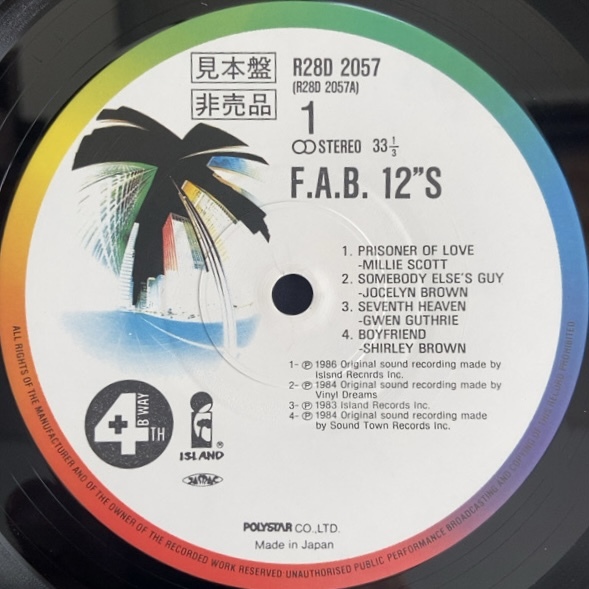 見本盤
非売品
R28D 2057
(R28D 2057A)
1
STEREO 33 1/3
F.A.B. 12"S
1. PRISONER OF LOVE
-MILLIE SCOTT
2. SOMEBODY ELSE'S GUY
-JOCELYN BROWN
3. SEVENTH HEAVEN
-GWEN GUTHRIE
4. BOYFRIEND
-SHIRLEY BROWN
1- ℗ 1986 Original sound recording made by
Islsnd Recnrds Inc.
2- ℗ 1984 Original sound recording made by
Vinyl Dreams
3- ℗ 1983 Island Records Inc.
4- ℗ 1984 Original sound recording made
by Sound Town Records Inc.
4TH B'WAY
ISLAND
POLYSTAR CO.,LTD.
Made in Japan
ALL RIGHTS OF THE MANUFACTURER AND OF THE OWNER OF THE RECORDED WORK RESERVED·UNAUTHORISED PUBLIC PERFORMANCE BROADCASTING AND COPYING OF THIS RECORD PROHIBITED